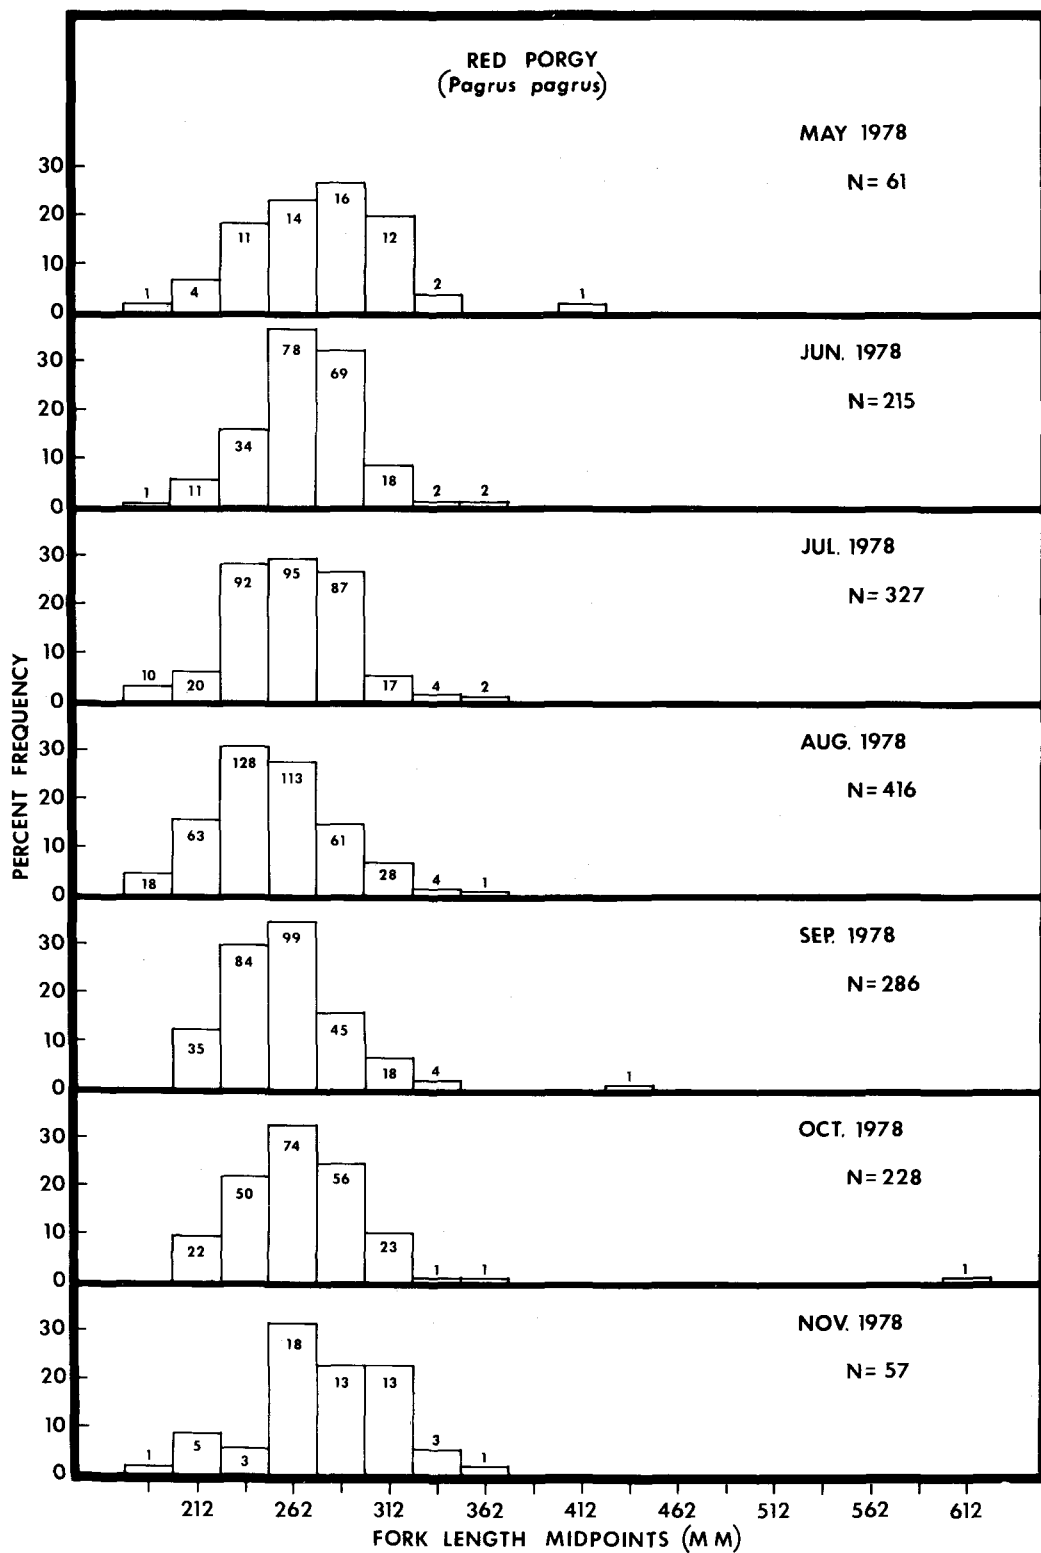 RED PORGY
(Pagrus pagrus)
PERCENT FREQUENCY
MAY 1978
N= 61
30
20
10
0
1 4 11 14 16 12 2 1
JUN. 1978
N= 215
30
20
10
0
1 11 34 78 69 18 2 2
JUL. 1978
N= 327
30
20
10
0
10 20 92 95 87 17 4 2
AUG. 1978
N= 416
30
20
10
0
18 63 128 113 61 28 4 1
SEP. 1978
N= 286
30
20
10
0
35 84 99 45 18 4 1
OCT. 1978
N= 228
30
20
10
0
22 50 74 56 23 1 1 1
NOV. 1978
N= 57
30
20
10
0
1 5 3 18 13 13 3 1
212 262 312 362 412 462 512 562 612
FORK LENGTH MIDPOINTS (MM)